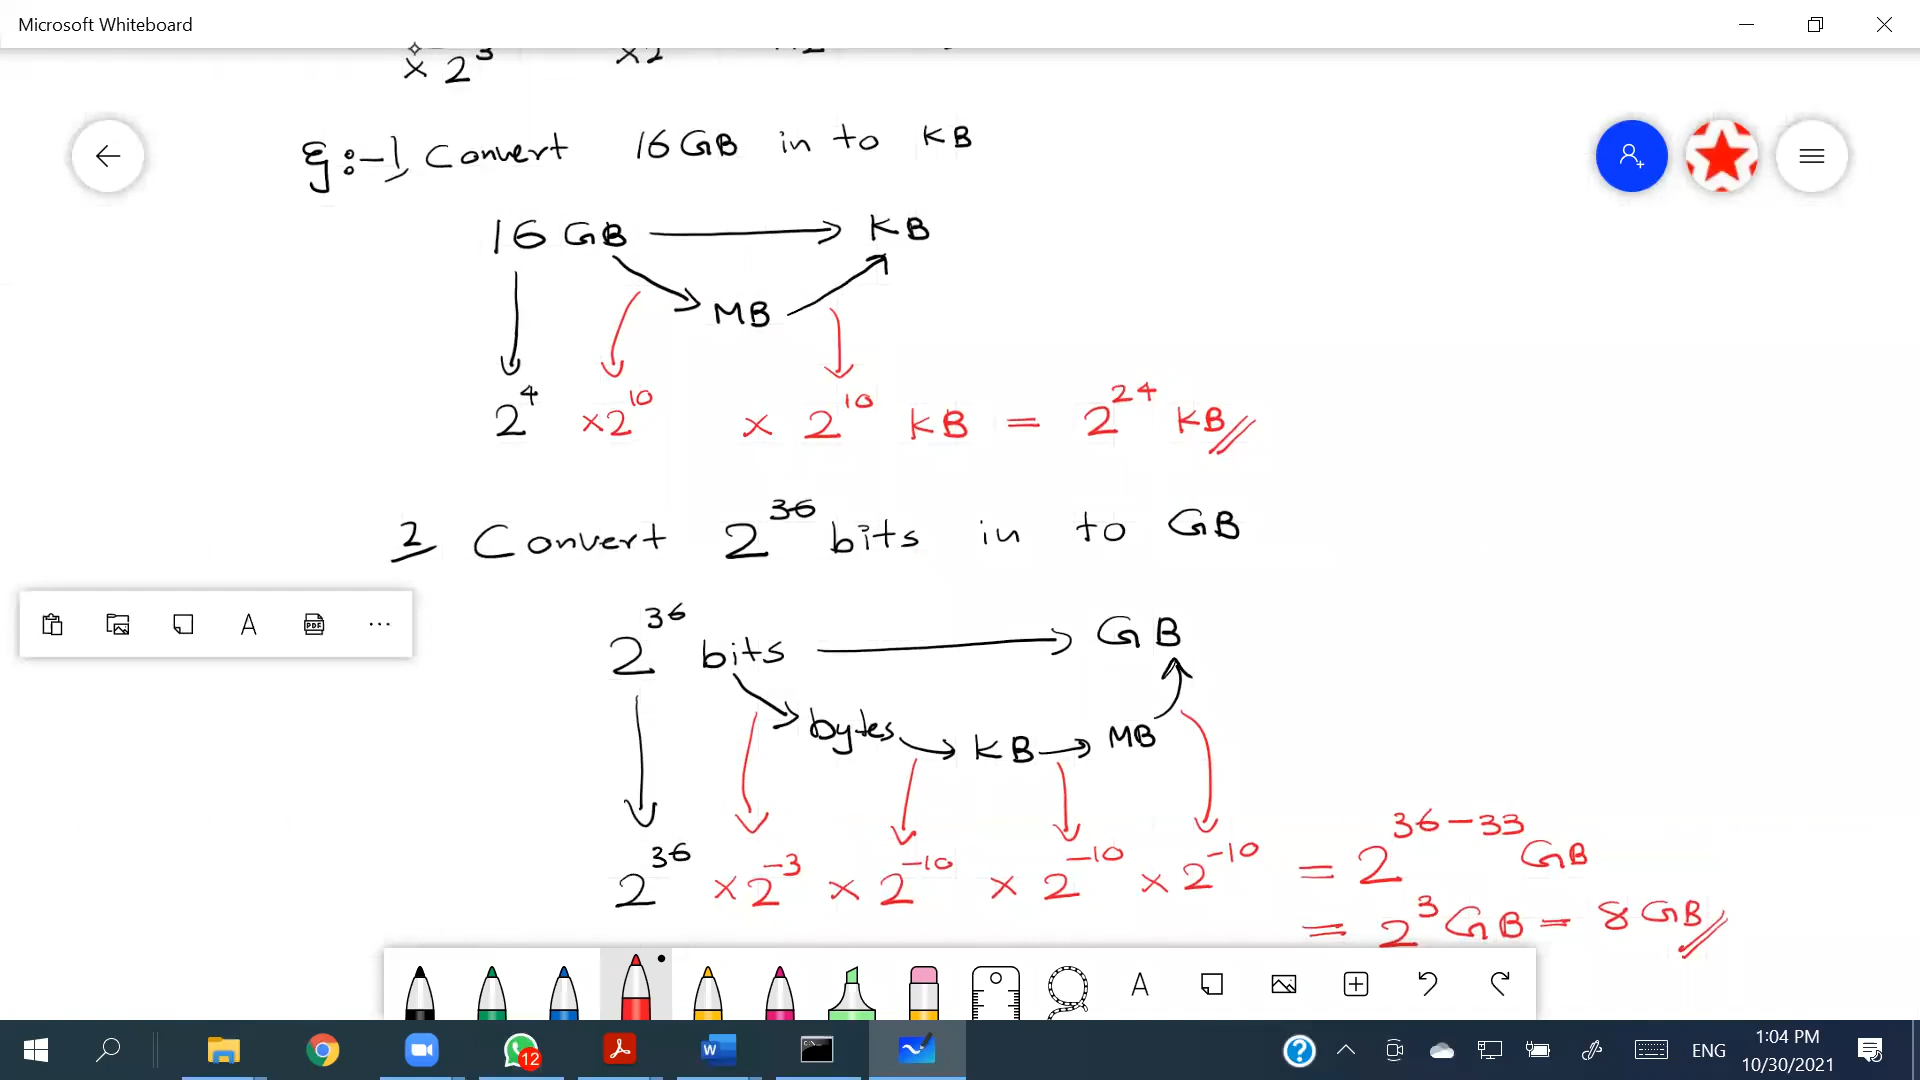 Microsoft Whiteboard
× 2³ ×2
Eg:-1 Convert 16GB in to KB
16 GB → KB
MB
2⁴ ×2¹⁰ × 2¹⁰ KB = 2²⁴ KB
2 Convert 2³⁶ bits in to GB
2³⁶ bits → GB
bytes → KB → MB
2³⁶ ×2⁻³ × 2⁻¹⁰ × 2⁻¹⁰ × 2⁻¹⁰ = 2³⁶⁻³³ GB
= 2³ GB = 8 GB
PDF
A
A
12
W
ENG
1:04 PM
10/30/2021